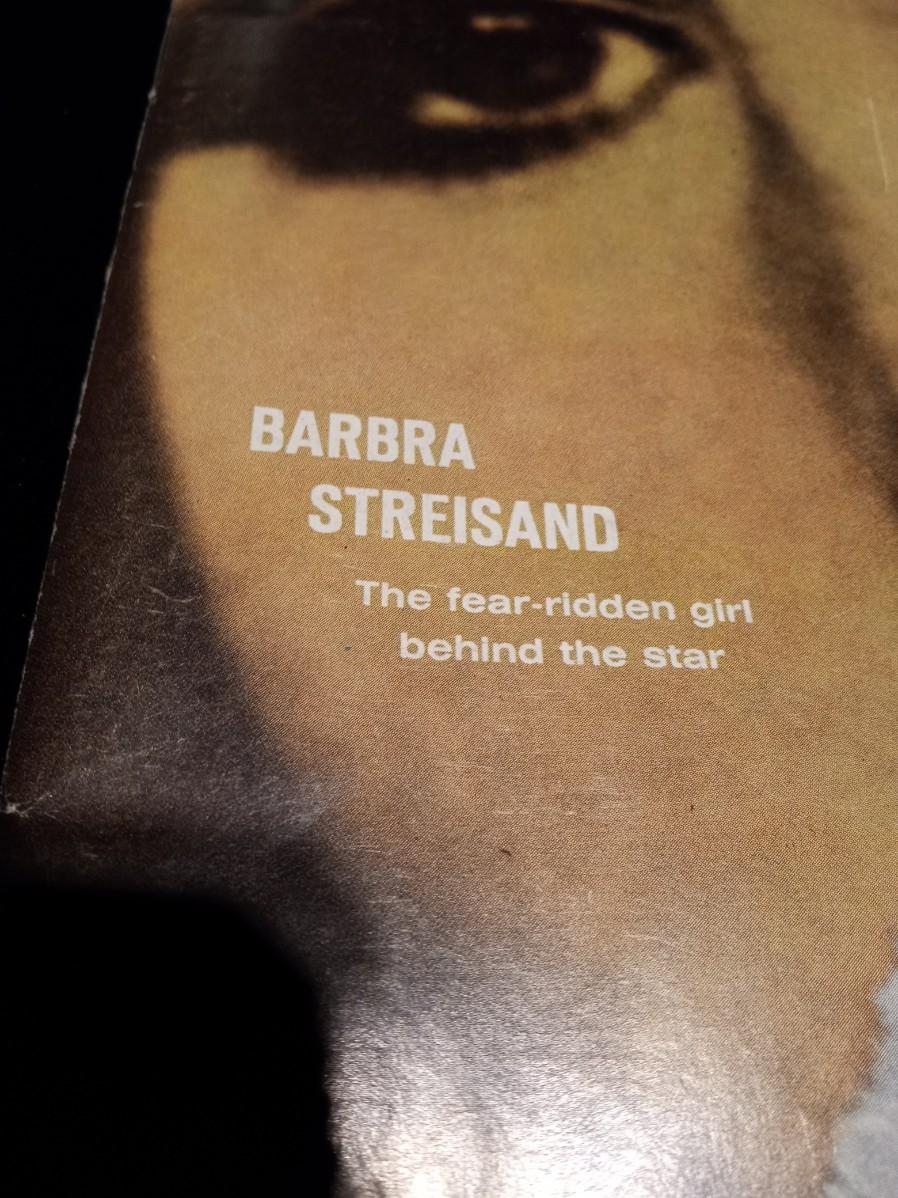 BARBRA
STREISAND
The fear-ridden girl
behind the star